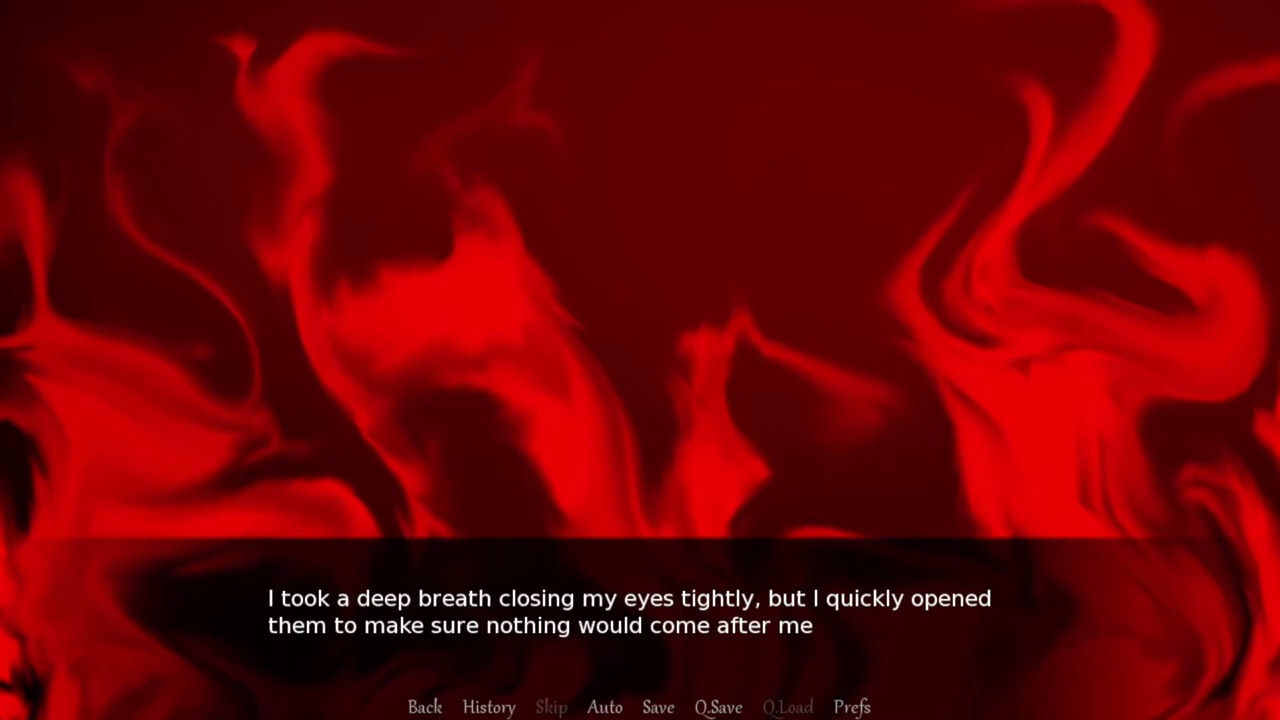 I took a deep breath closing my eyes tightly, but I quickly opened
them to make sure nothing would come after me
Back History Skip Auto Save Q.Save Q.Load Prefs